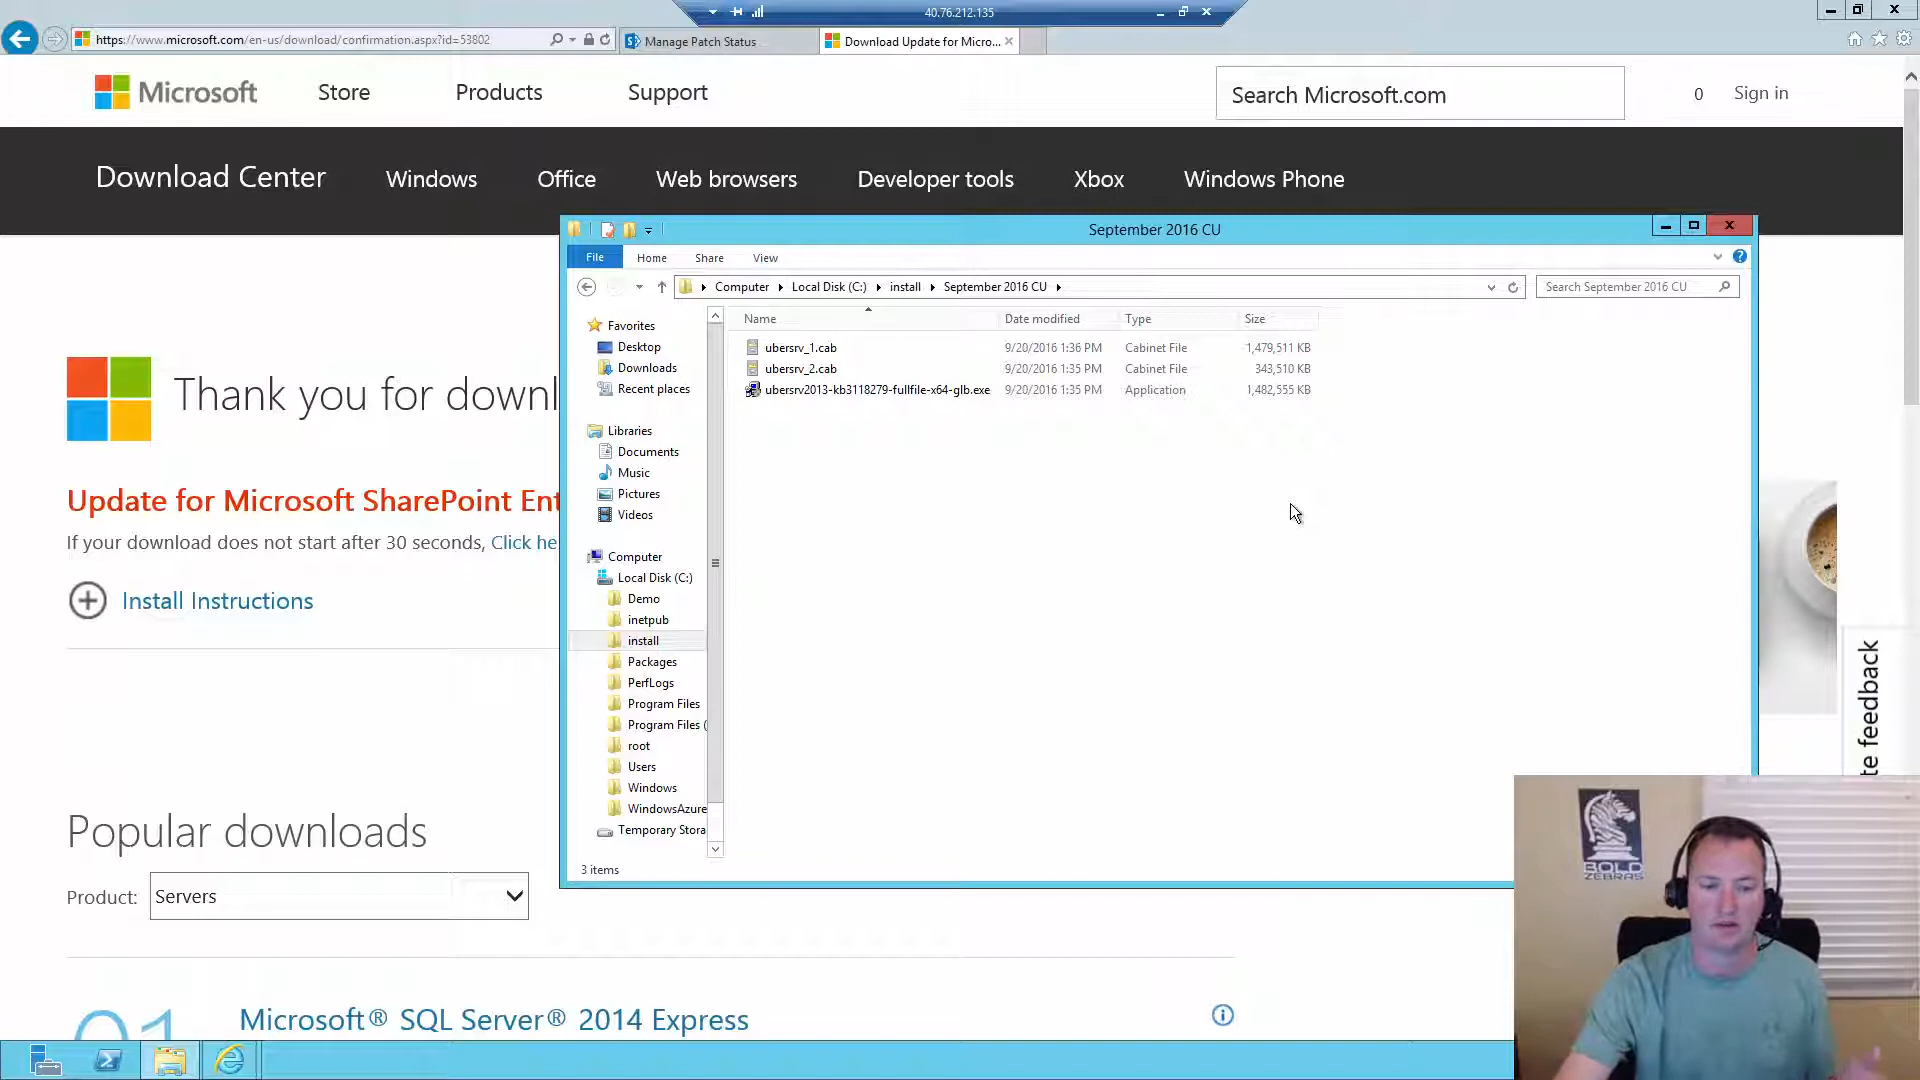 40.76.212.135
https://www.microsoft.com/en-us/download/confirmation.aspx?id=53802
Manage Patch Status
Download Update for Micro...
Microsoft
Store
Products
Support
Search Microsoft.com
0
Sign in
Download Center
Windows
Office
Web browsers
Developer tools
Xbox
Windows Phone
September 2016 CU
File
Home
Share
View
Computer
Local Disk (C:)
install
September 2016 CU
Search September 2016 CU
Name
Date modified
Type
Size
ubersrv_1.cab 9/20/2016 1:36 PM Cabinet File 1,479,511 KB
ubersrv_2.cab 9/20/2016 1:35 PM Cabinet File 343,510 KB
ubersrv2013-kb3118279-fullfile-x64-glb.exe 9/20/2016 1:35 PM Application 1,482,555 KB
Favorites
Desktop
Downloads
Recent places
Libraries
Documents
Music
Pictures
Videos
Computer
Local Disk (C:)
Demo
inetpub
install
Packages
PerfLogs
Program Files
Program Files (
root
Users
Windows
WindowsAzure
Temporary Stora
3 items
Thank you for downl
Update for Microsoft SharePoint Ent
If your download does not start after 30 seconds, Click he
Install Instructions
Popular downloads
Product:
Servers
01
Microsoft® SQL Server® 2014 Express
te feedback
BOLD
ZEBRAS